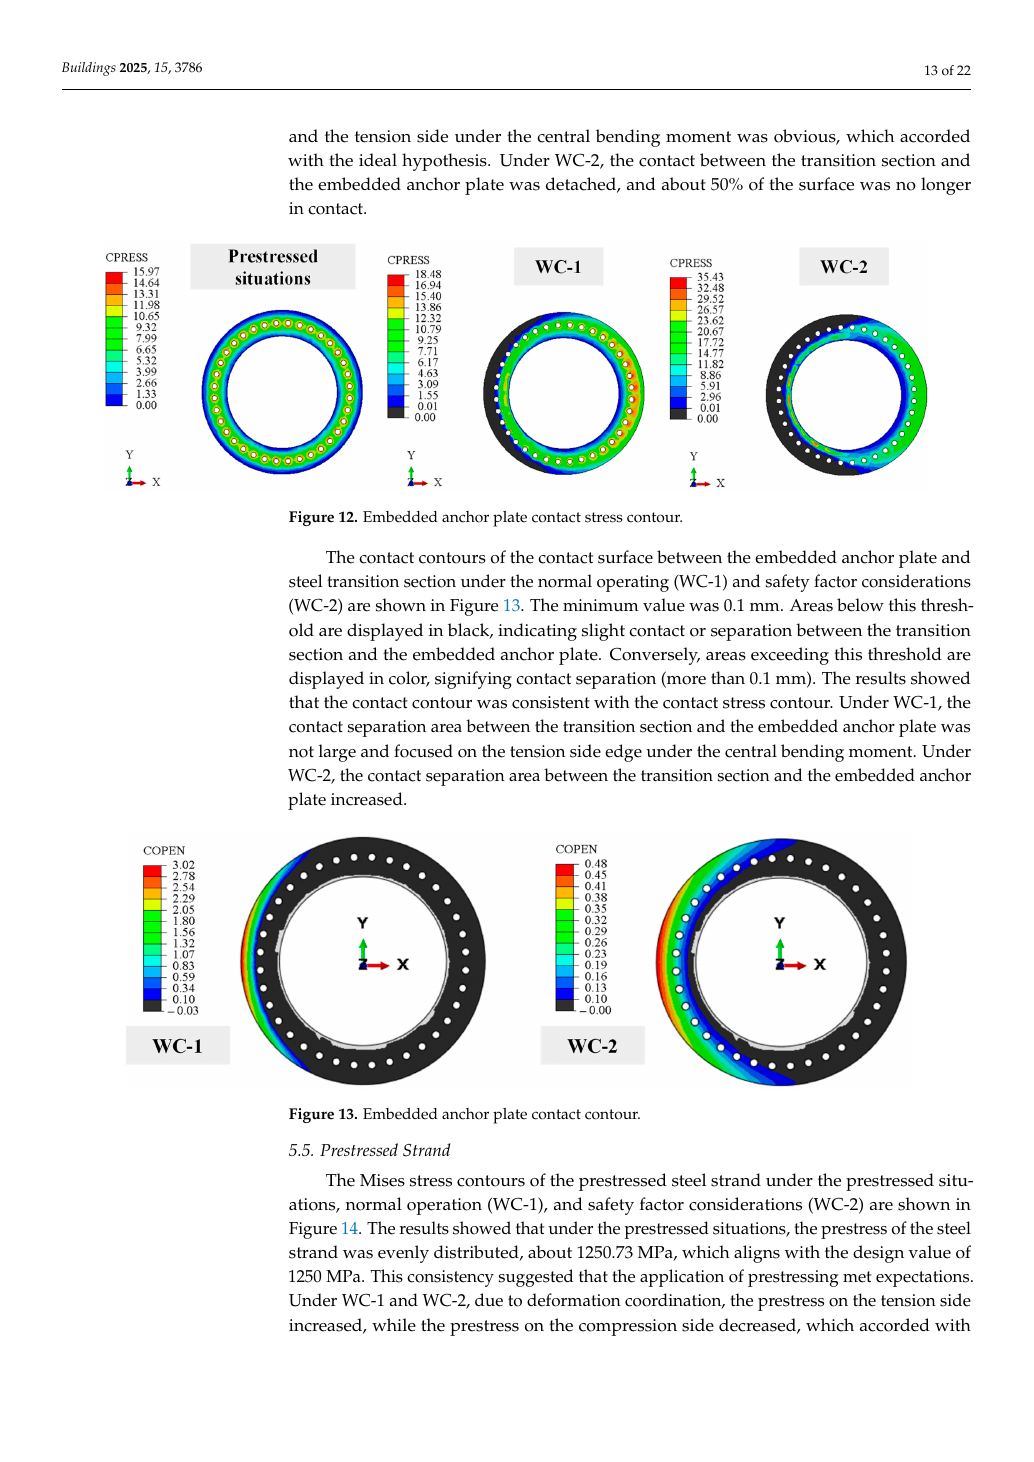 Buildings 2025, 15, 3786
13 of 22
and the tension side under the central bending moment was obvious, which accorded
with the ideal hypothesis. Under WC-2, the contact between the transition section and
the embedded anchor plate was detached, and about 50% of the surface was no longer
in contact.
CPRESS
15.97
14.64
13.31
11.98
10.65
9.32
7.99
6.65
5.32
3.99
2.66
1.33
0.00
Y
Z X
Prestressed
situations
CPRESS
18.48
16.94
15.40
13.86
12.32
10.79
9.25
7.71
6.17
4.63
3.09
1.55
0.01
0.00
Y
Z X
WC-1
CPRESS
35.43
32.48
29.52
26.57
23.62
20.67
17.72
14.77
11.82
8.86
5.91
2.96
0.01
0.00
Y
Z X
WC-2
Figure 12. Embedded anchor plate contact stress contour.
The contact contours of the contact surface between the embedded anchor plate and
steel transition section under the normal operating (WC-1) and safety factor considerations
(WC-2) are shown in Figure 13. The minimum value was 0.1 mm. Areas below this thresh-
old are displayed in black, indicating slight contact or separation between the transition
section and the embedded anchor plate. Conversely, areas exceeding this threshold are
displayed in color, signifying contact separation (more than 0.1 mm). The results showed
that the contact contour was consistent with the contact stress contour. Under WC-1, the
contact separation area between the transition section and the embedded anchor plate was
not large and focused on the tension side edge under the central bending moment. Under
WC-2, the contact separation area between the transition section and the embedded anchor
plate increased.
COPEN
3.02
2.78
2.54
2.29
2.05
1.80
1.56
1.32
1.07
0.83
0.59
0.34
0.10
−0.03
WC-1
Y
Z X
COPEN
0.48
0.45
0.41
0.38
0.35
0.32
0.29
0.26
0.23
0.19
0.16
0.13
0.10
−0.00
WC-2
Y
Z X
Figure 13. Embedded anchor plate contact contour.
5.5. Prestressed Strand
The Mises stress contours of the prestressed steel strand under the prestressed situ-
ations, normal operation (WC-1), and safety factor considerations (WC-2) are shown in
Figure 14. The results showed that under the prestressed situations, the prestress of the steel
strand was evenly distributed, about 1250.73 MPa, which aligns with the design value of
1250 MPa. This consistency suggested that the application of prestressing met expectations.
Under WC-1 and WC-2, due to deformation coordination, the prestress on the tension side
increased, while the prestress on the compression side decreased, which accorded with